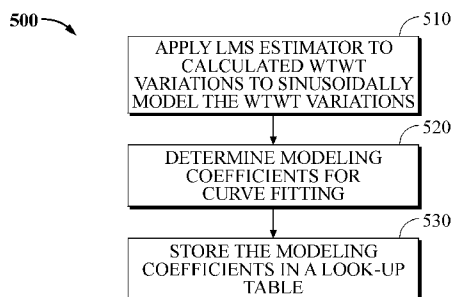 500
510
APPLY LMS ESTIMATOR TO
CALCULATED WTWT
VARIATIONS TO SINUSOIDALLY
MODEL THE WTWT VARIATIONS
520
DETERMINE MODELING
COEFFICIENTS FOR
CURVE FITTING
530
STORE THE MODELING
COEFFICIENTS IN A LOOK-UP
TABLE